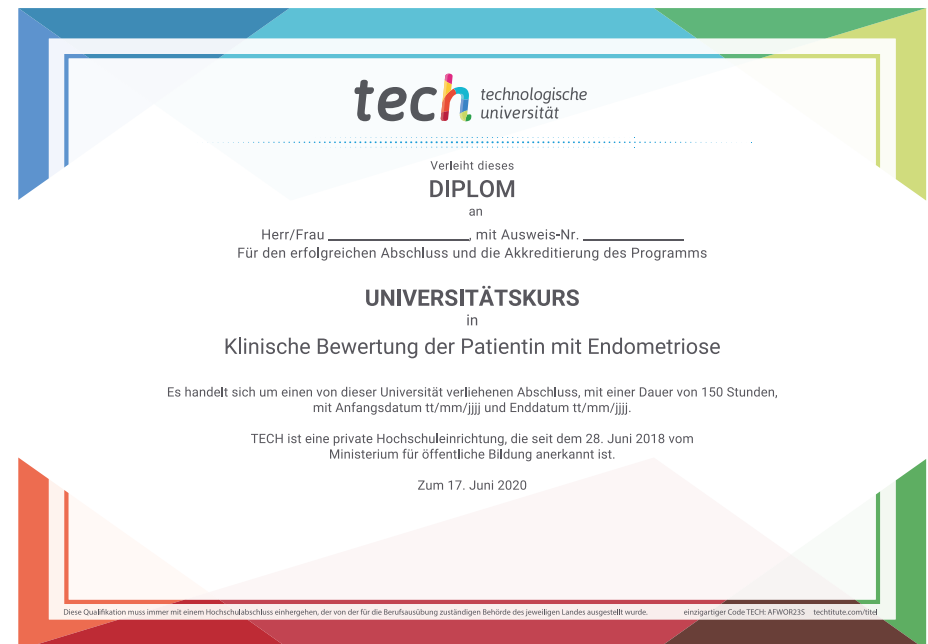 tech technologische
universität
Verleiht dieses
DIPLOM
an
Herr/Frau ____________________, mit Ausweis-Nr. __________________
Für den erfolgreichen Abschluss und die Akkreditierung des Programms
UNIVERSITÄTSKURS
in
Klinische Bewertung der Patientin mit Endometriose
Es handelt sich um einen von dieser Universität verliehenen Abschluss, mit einer Dauer von 150 Stunden,
mit Anfangsdatum tt/mm/jjjj und Enddatum tt/mm/jjjj.
TECH ist eine private Hochschuleinrichtung, die seit dem 28. Juni 2018 vom
Ministerium für öffentliche Bildung anerkannt ist.
Zum 17. Juni 2020
Diese Qualifikation muss immer mit einem Hochschulabschluss einhergehen, der von der für die Berufsausübung zuständigen Behörde des jeweiligen Landes ausgestellt wurde. einzigartiger Code TECH: AFWOR23S techtitute.com/titel